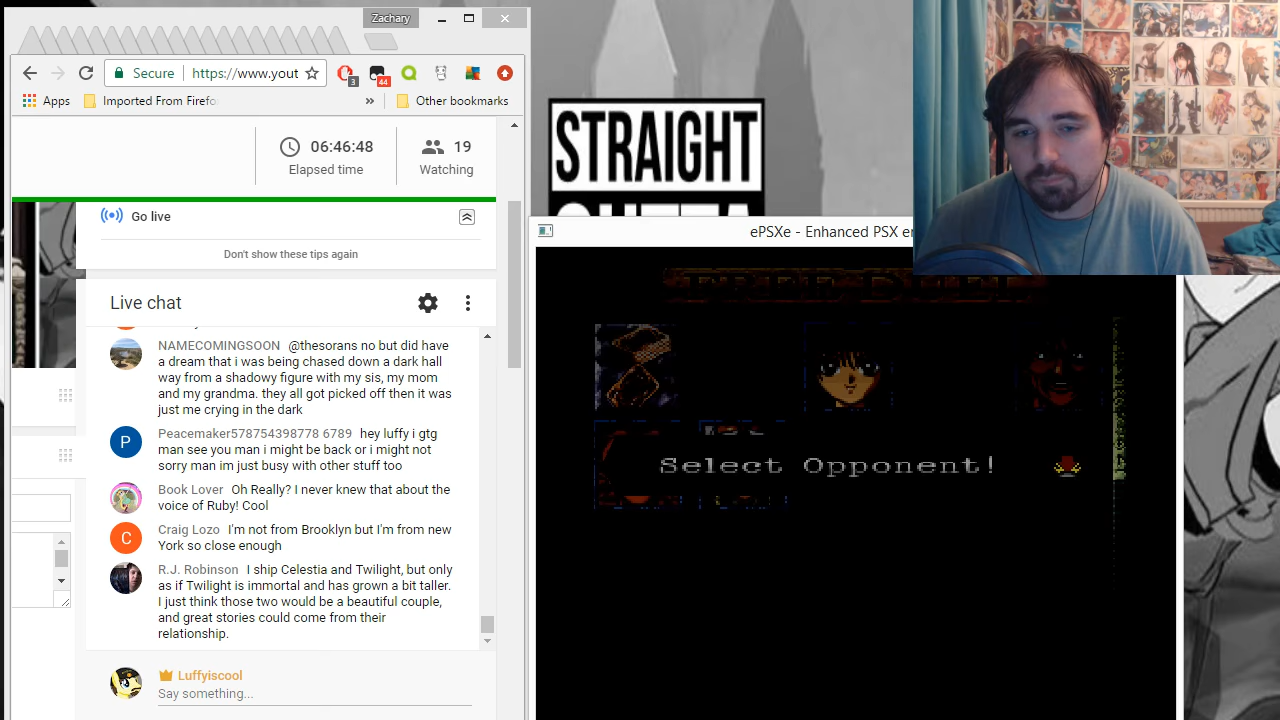 Zachary
Secure
https://www.yout
3
44
Apps
Imported From Firefo
»
Other bookmarks
06:46:48
19
Elapsed time
Watching
STRAIGHT
Go live
Don't show these tips again
ePSXe - Enhanced PSX e
Live chat
NAMECOMINGSOON @thesorans no but did have
a dream that i was being chased down a dark hall
way from a shadowy figure with my sis, my mom
and my grandma. they all got picked off then it was
just me crying in the dark
P
Peacemaker578754398778 6789 hey luffy i gtg
man see you man i might be back or i might not
sorry man im just busy with other stuff too
Book Lover Oh Really? I never knew that about the
voice of Ruby! Cool
C
Craig Lozo I'm not from Brooklyn but I'm from new
York so close enough
R.J. Robinson I ship Celestia and Twilight, but only
as if Twilight is immortal and has grown a bit taller.
I just think those two would be a beautiful couple,
and great stories could come from their
relationship.
Luffyiscool
Say something...
Select Opponent!